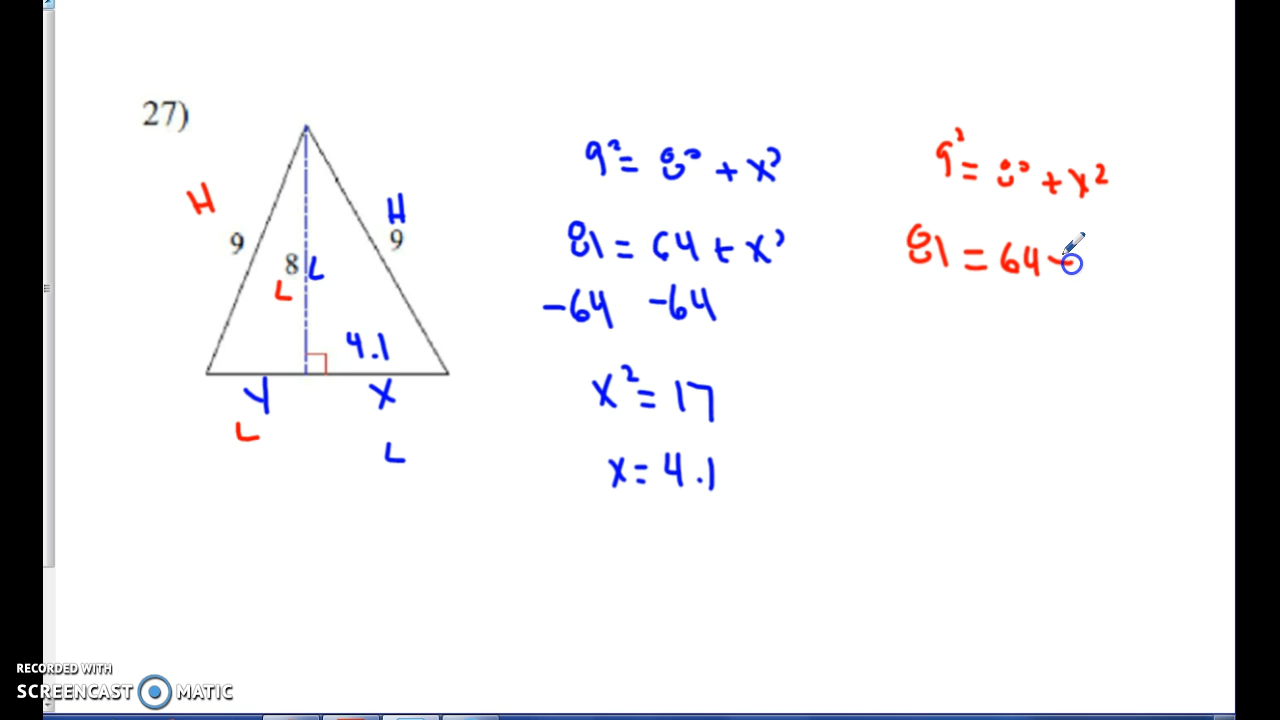 27)
H
9
8
L
L
H
9
4.1
Y
X
L
L
9² = 8² + x²
81 = 64 + x²
-64 -64
x² = 17
x = 4.1
9² = 8² + x²
81 = 64
RECORDED WITH
SCREENCAST MATIC